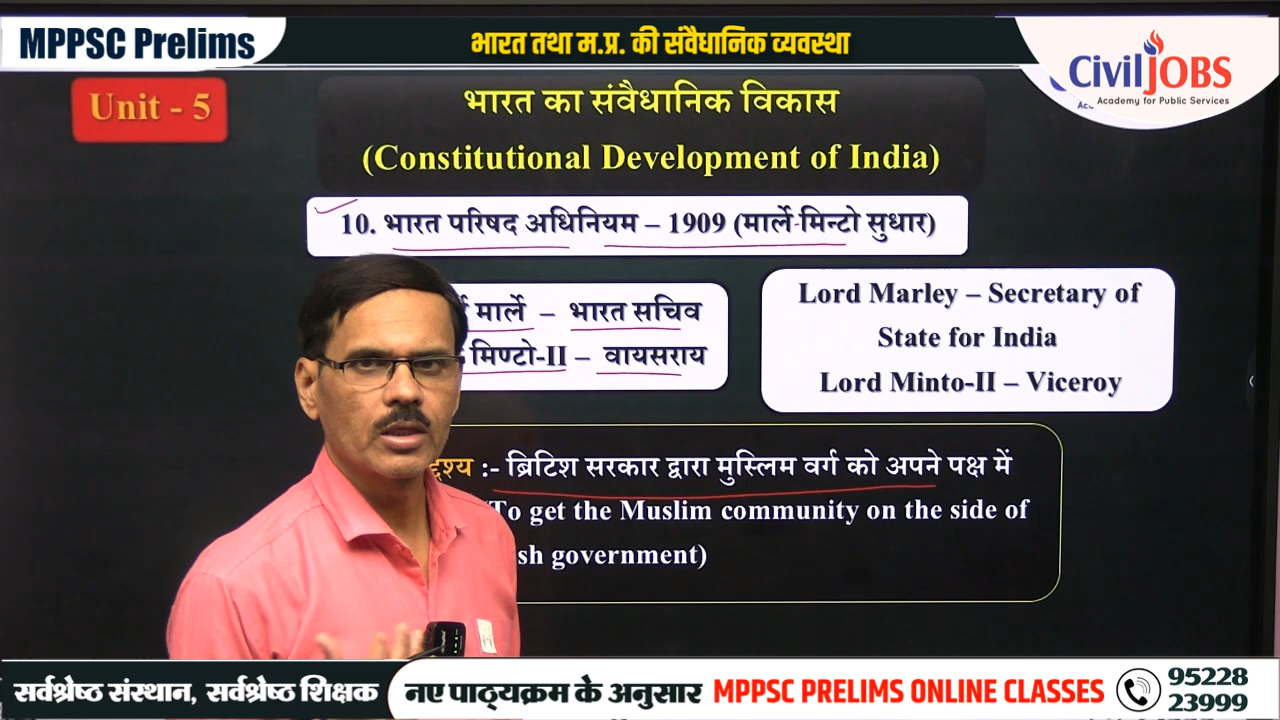 MPPSC Prelims
भारत तथा म.प्र. की संवैधानिक व्यवस्था
CivilJOBS
Academy for Public Services
Unit - 5
भारत का संवैधानिक विकास
(Constitutional Development of India)
10. भारत परिषद अधिनियम – 1909 (मार्ले-मिन्टो सुधार)
मार्ले – भारत सचिव
मिण्टो-II – वायसराय
Lord Marley – Secretary of
State for India
Lord Minto-II – Viceroy
:- ब्रिटिश सरकार द्वारा मुस्लिम वर्ग को अपने पक्ष में
To get the Muslim community on the side of
government)
सर्वश्रेष्ठ संस्थान, सर्वश्रेष्ठ शिक्षक
नए पाठ्यक्रम के अनुसार MPPSC PRELIMS ONLINE CLASSES
95228
23999